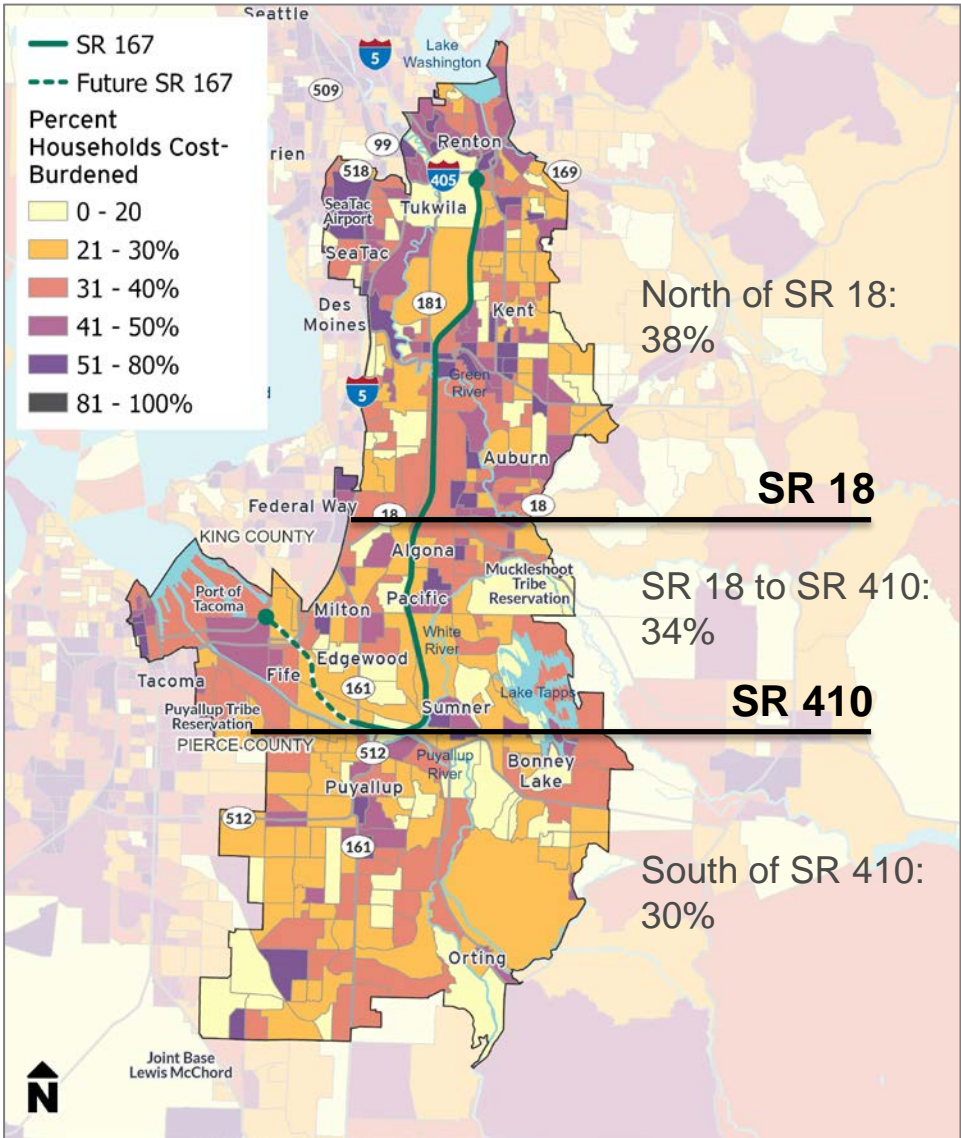 SR 167
Future SR 167
Percent
Households Cost-
Burdened
0 - 20
21 - 30%
31 - 40%
41 - 50%
51 - 80%
81 - 100%
Seattle
5
Lake
Washington
509
99
Renton
rien
518
405
169
SeaTac
Airport
Tukwila
SeaTac
181
Des
Moines
Kent
North of SR 18:
38%
Green
River
5
d
Auburn
SR 18
Federal Way
18
18
KING COUNTY
Algona
Muckleshoot
Tribe
Reservation
SR 18 to SR 410:
34%
Port of
Tacoma
Pacific
Milton
White
River
Edgewood
Fife
Tacoma
161
Lake Tapps
SR 410
Sumner
Puyallup Tribe
Reservation
PIERCE COUNTY
512
Puyallup
River
Bonney
Lake
Puyallup
512
161
South of SR 410:
30%
Orting
Joint Base
Lewis McChord
N